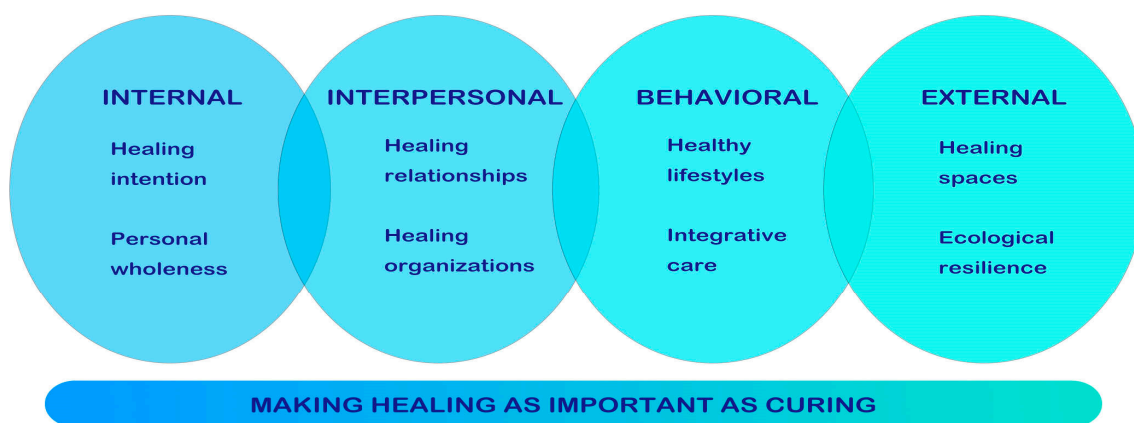 INTERNAL
Healing
intention
Personal
wholeness
INTERPERSONAL
Healing
relationships
Healing
organizations
BEHAVIORAL
Healthy
lifestyles
Integrative
care
EXTERNAL
Healing
spaces
Ecological
resilience
MAKING HEALING AS IMPORTANT AS CURING